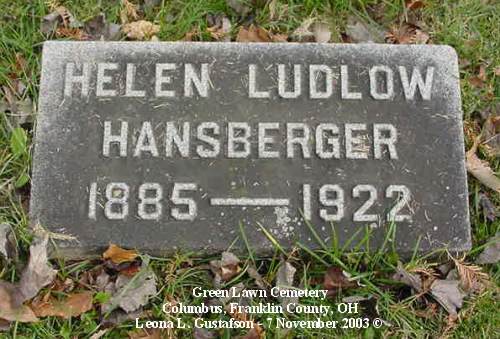 HELEN LUDLOW
HANSBERGER
1885 — 1922
Green Lawn Cemetery
Columbus, Franklin County, OH
Leona L. Gustafson - 7 November 2003 ©